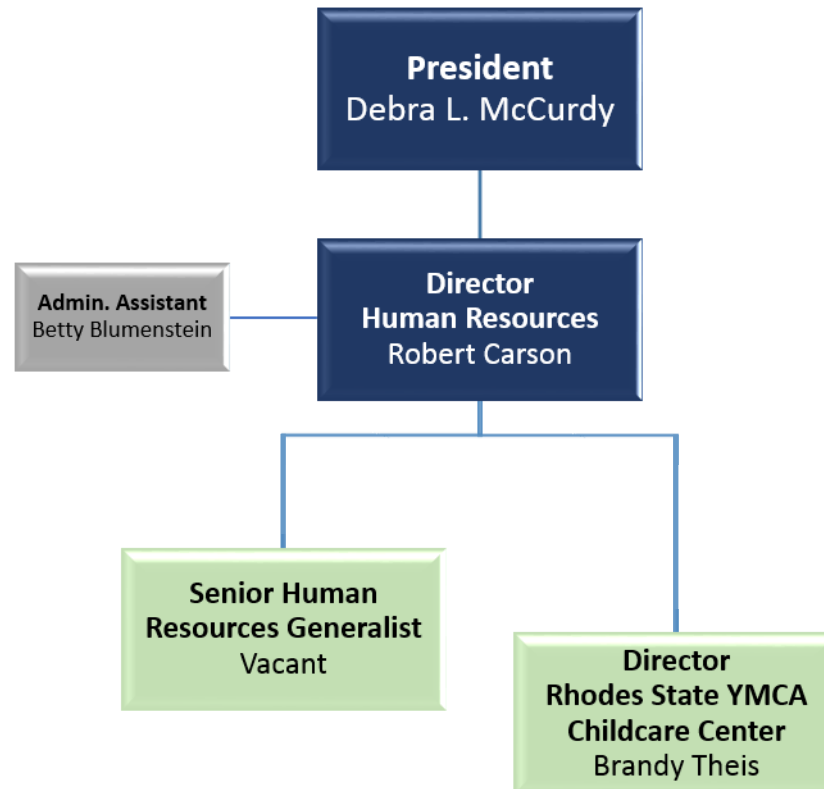 President
Debra L. McCurdy
Director
Human Resources
Robert Carson
Admin. Assistant
Betty Blumenstein
Senior Human
Resources Generalist
Vacant
Director
Rhodes State YMCA
Childcare Center
Brandy Theis